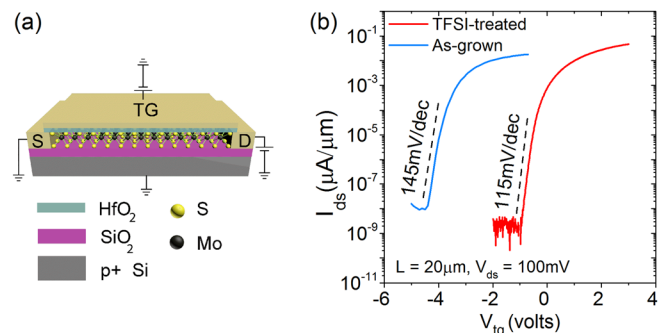 (a)
TG
S
D
HfO₂
S
SiO₂
Mo
p+ Si
(b)
TFSI-treated
As-grown
145mV/dec
115mV/dec
L = 20μm, Vds = 100mV
Ids(μA/μm)
10�1
10⁻1
10⁻3
10⁻5
10⁻7
10⁻9
10⁻11
-6 -4 -2 0 2 4
Vtg (volts)